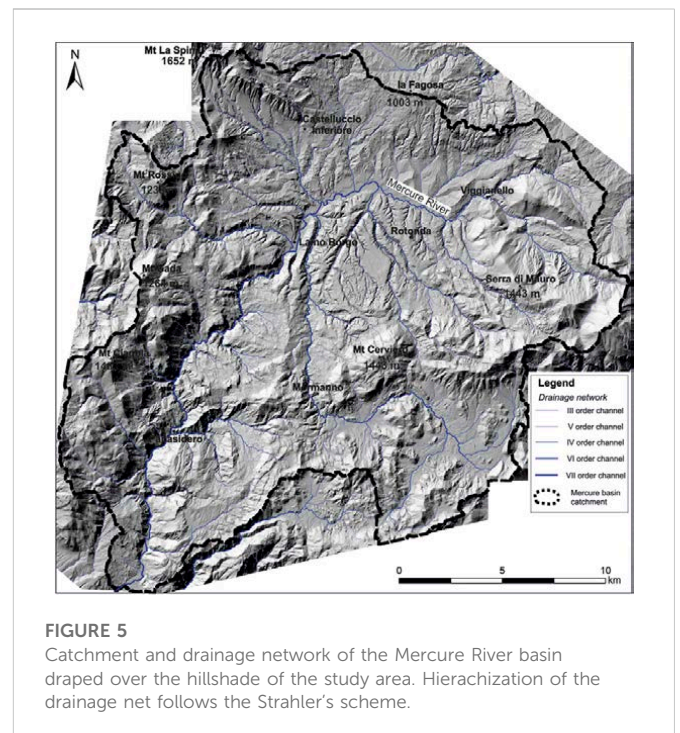 N
Mt La Spina
1652 m
la Fagosa
1003 m
Castelluccio
Inferiore
Mt Rossi
Mercure River
Viggianello
Rotonda
Laino Borgo
Serra di Mauro
1443 m
Mt Cerviero
Mormanno
Legend
Drainage network
III order channel
V order channel
IV order channel
VI order channel
VII order channel
Mercure basin
catchment
0 5 10
km
FIGURE 5
Catchment and drainage network of the Mercure River basin
draped over the hillshade of the study area. Hierachization of the
drainage net follows the Strahler’s scheme.